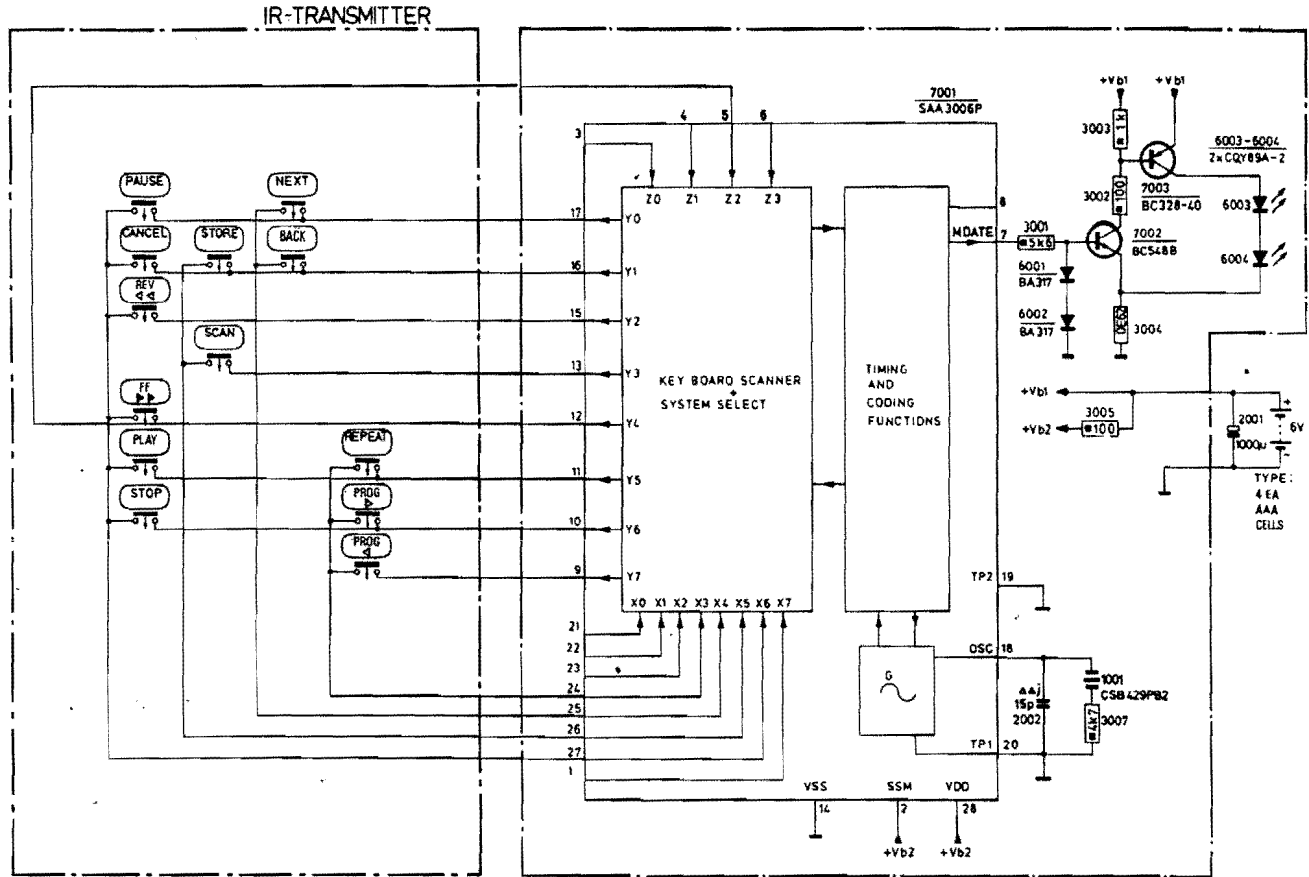 IR-TRANSMITTER
7001
SAA3006P
3
4
5
6
Z0
Z1
Z2
Z3
+Vb1
+Vb1
3003
1k
6003-6004
2xCQY89A-2
3002
100
7003
BC328-40
6003
6004
7002
BC548B
3001
5k6
MDATE
7
8
6001
BA317
6002
BA317
0E62
3004
PAUSE
NEXT
17
Y0
CANCEL
STORE
BACK
16
Y1
REV
15
Y2
SCAN
13
Y3
FF
12
Y4
PLAY
REPEAT
11
Y5
STOP
PROG
10
Y6
PROG
9
Y7
KEY BOARD SCANNER
+
SYSTEM SELECT
TIMING
AND
CODING
FUNCTIONS
+Vb1
+Vb2
3005
100
2001
1000µ
+
6V
-
TYPE:
4 EA
AAA
CELLS
X0 X1 X2 X3 X4 X5 X6 X7
21
22
23
24
25
26
27
1
G
TP2
19
OSC
18
15p
2002
1001
CSB429PB2
4k7
3007
TP1
20
VSS
14
SSM
2
VDD
28
+Vb2
+Vb2